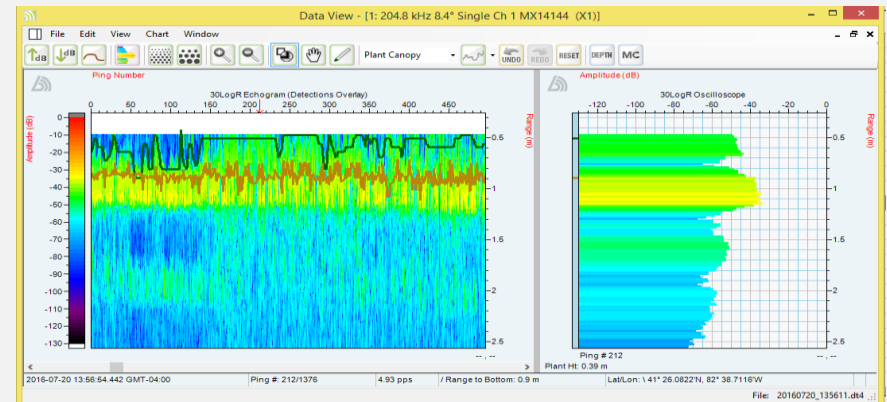 Data View - [1: 204.8 kHz 8.4° Single Ch 1 MX14144 (X1)]
File Edit View Chart Window
dB dB Plant Canopy UNDO REDO RESET DEPTH MC
Ping Number
30LogR Echogram (Detections Overlay)
0 50 100 150 200 250 300 350 400 450
Amplitude (dB)
0
-10
-20
-30
-40
-50
-60
-70
-80
-90
-100
-110
-120
-130
Range (m)
0.5
1
1.5
2
2.5
-- , --
Amplitude (dB)
30LogR Oscilloscope
-120 -100 -80 -60 -40 -20 0
Range (m)
0.5
1
1.5
2
2.5
Ping # 212
-- , --
Plant Ht: 0.39 m
2016-07-20 13:56:54.442 GMT-04:00 Ping #: 212/1376 4.93 pps / Range to Bottom: 0.9 m Lat/Lon: \ 41° 26.0822'N, 82° 38.7116'W
File: 20160720_135611.dt4